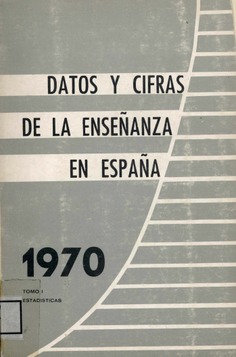 DATOS Y CIFRAS
DE LA ENSEÑANZA
EN ESPAÑA
1970
TOMO I
ESTADISTICAS